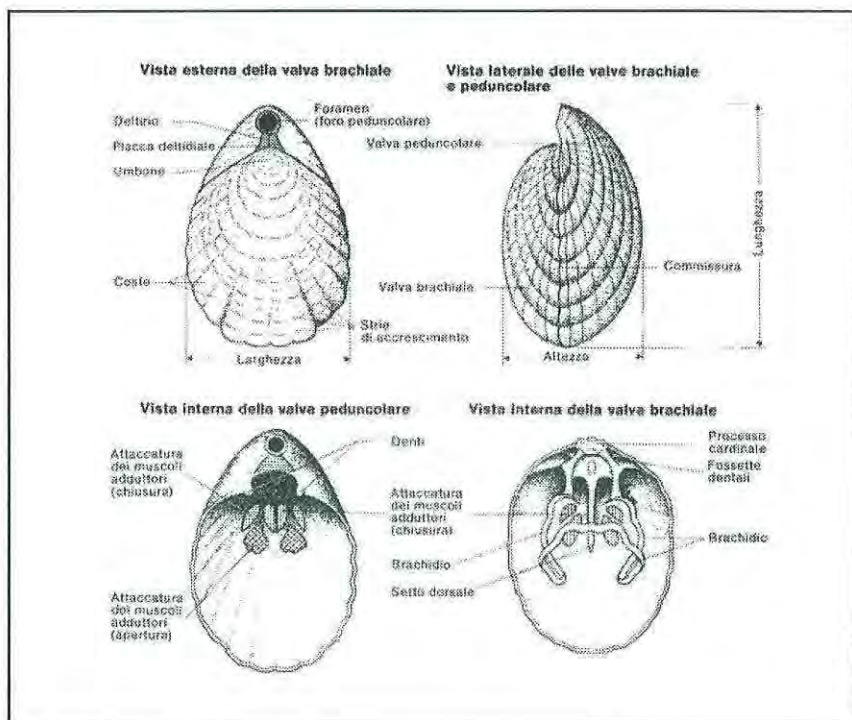 Vista esterna della valva brachiale
Deltirio
Placca deltidiale
Umbone
Foramen
(foro peduncolare)
Coste
Strie
di accrescimento
Larghezza
Vista laterale delle valve brachiale
e peduncolare
Valva peduncolare
Valva brachiale
Commissura
Lunghezza
Altezza
Vista interna della valva peduncolare
Attaccatura
dei muscoli
adduttori
(chiusura)
Denti
Attaccatura
dei muscoli
adduttori
(apertura)
Vista interna della valva brachiale
Processo
cardinale
Fossette
dentali
Attaccatura
dei muscoli
adduttori
(chiusura)
Brachidio
Brachidio
Setto dorsale